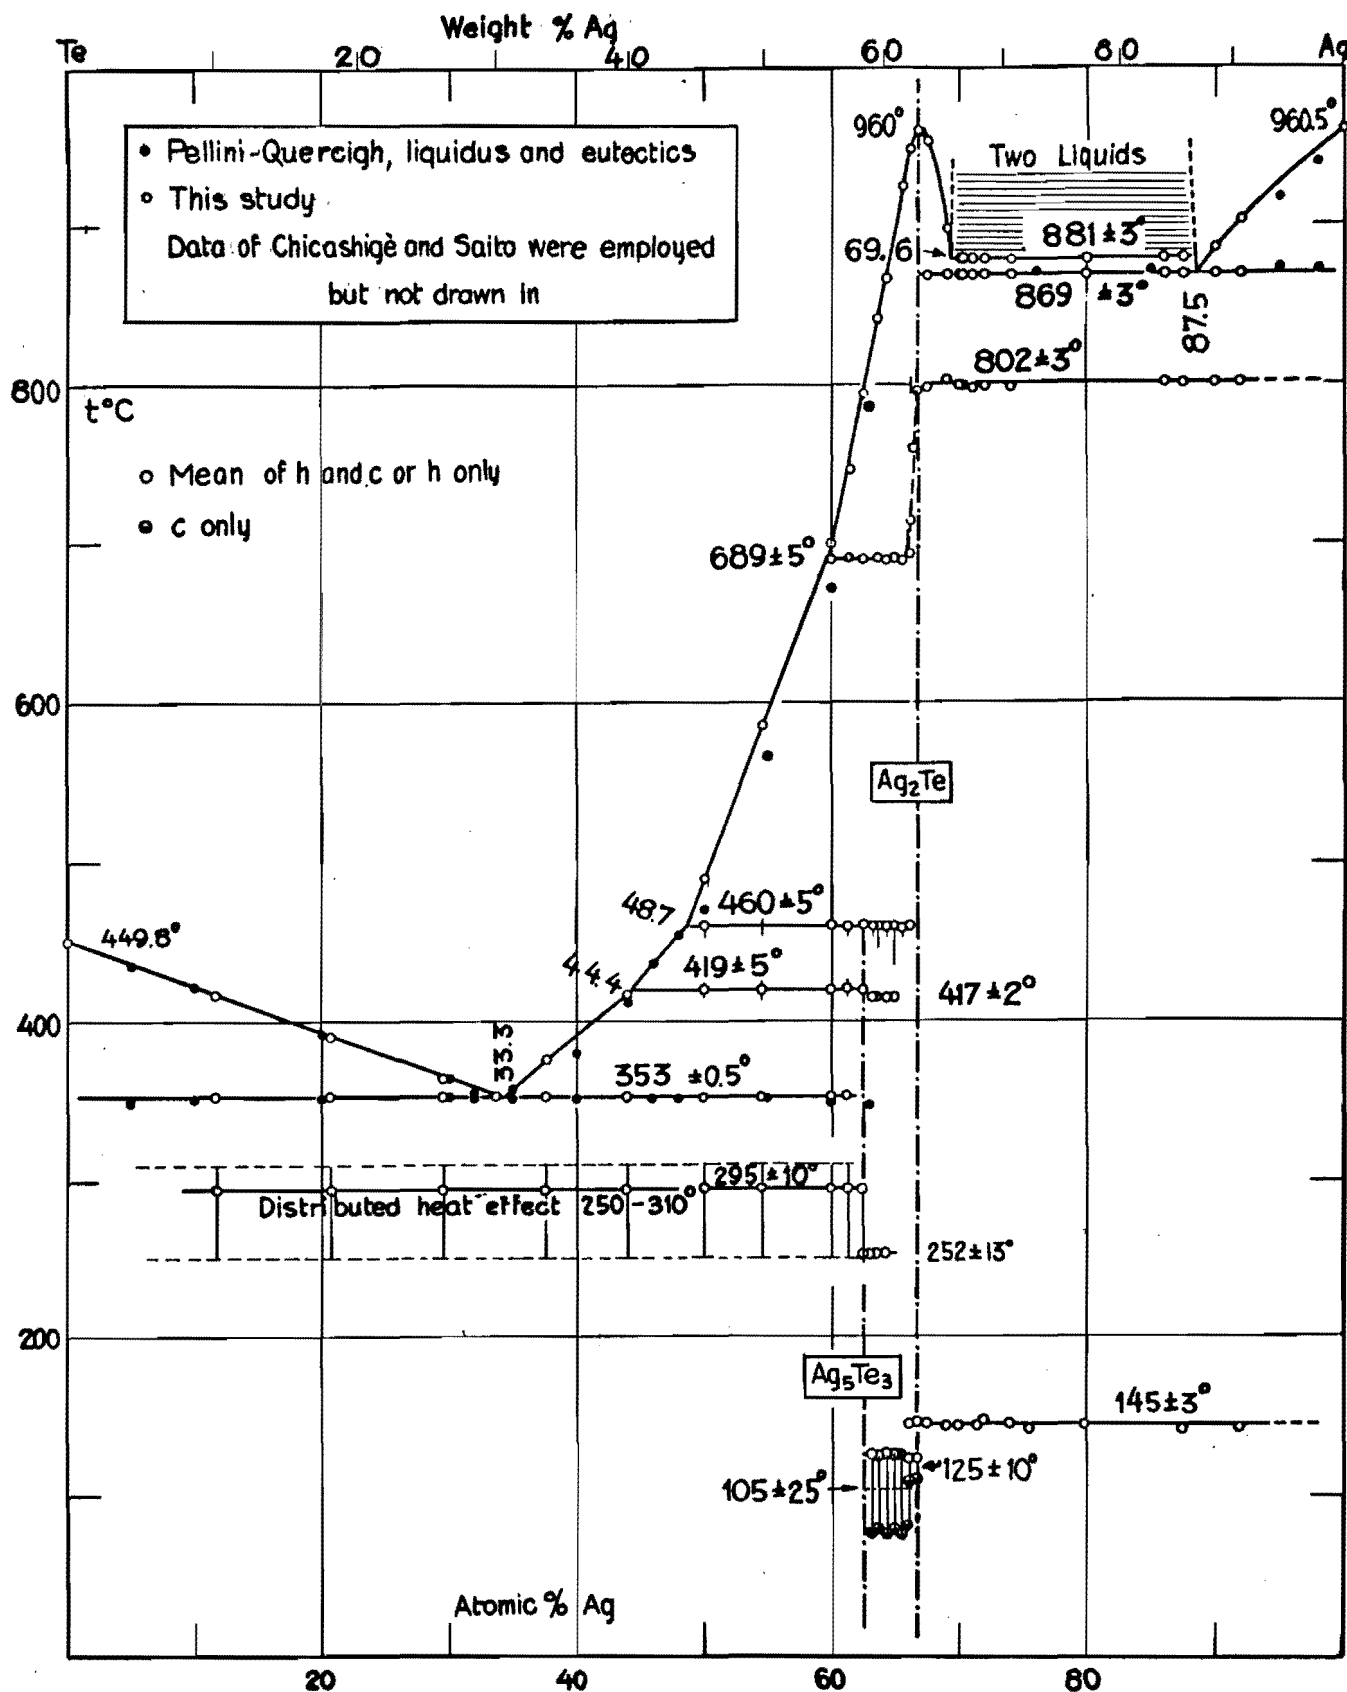 Weight % Ag
Te 20 40 60 80 Ag
• Pellini-Quercigh, liquidus and eutectics
○ This study
Data of Chicashigè and Saito were employed
but not drawn in
960°
Two Liquids
960.5°
69.6
881±3°
869 ±3°
87.5
802±3°
800
t°C
○ Mean of h and c or h only
● c only
689±5°
600
Ag₂Te
48.7
460±5°
449.8°
44.4
419±5°
417±2°
400
33.3
353 ±0.5°
295±10°
Distributed heat effect 250-310°
252±13°
200
Ag₅Te₃
145±3°
125±10°
105±25°
Atomic % Ag
20 40 60 80